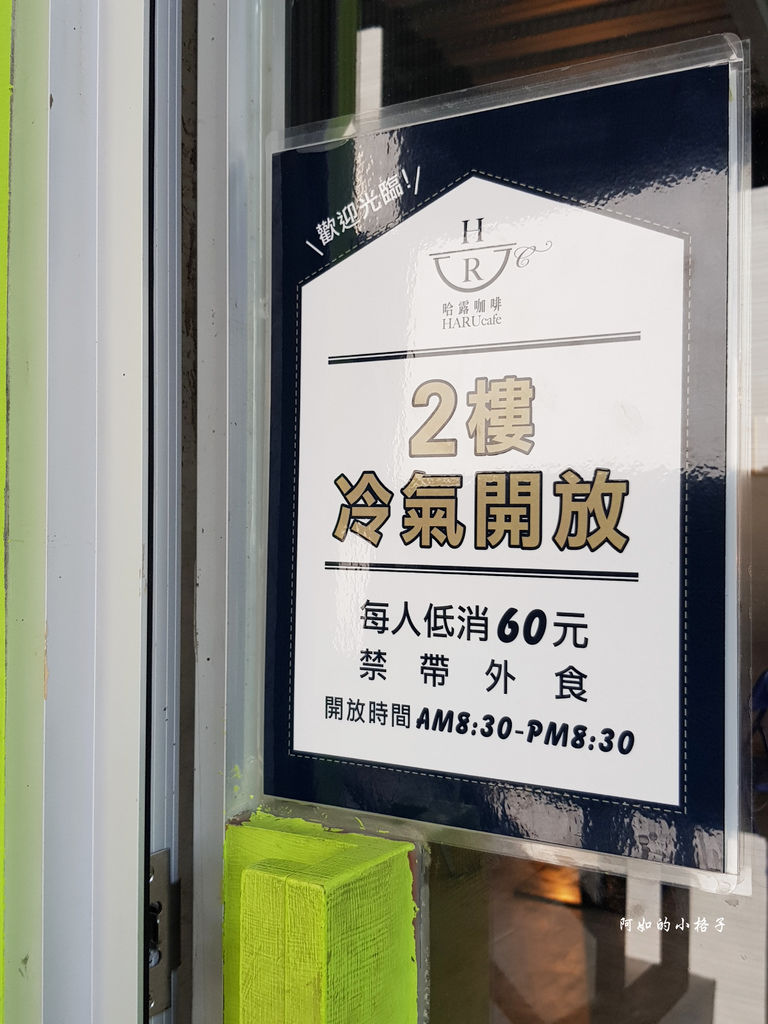 \歡迎光臨!/
H
R C
哈露咖啡
HARUcafe
2樓
冷氣開放
每人低消60元
禁帶外食
開放時間AM8:30-PM8:30
阿如的小格子